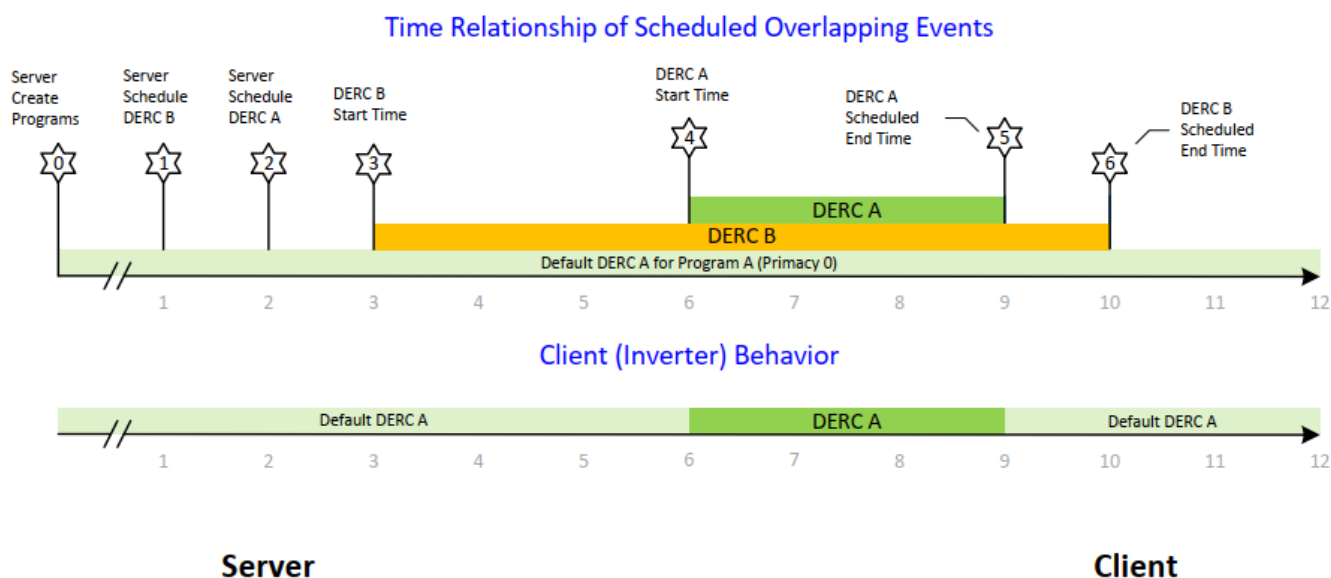 Time Relationship of Scheduled Overlapping Events
Server
Create
Programs
Server
Schedule
DERC B
Server
Schedule
DERC A
DERC B
Start Time
DERC A
Start Time
DERC A
Scheduled
End Time
DERC B
Scheduled
End Time
0
1
2
3
4
5
6
DERC A
DERC B
Default DERC A for Program A (Primacy 0)
1 2 3 4 5 6 7 8 9 10 11 12
Client (Inverter) Behavior
Default DERC A DERC A Default DERC A
1 2 3 4 5 6 7 8 9 10 11 12
Server Client